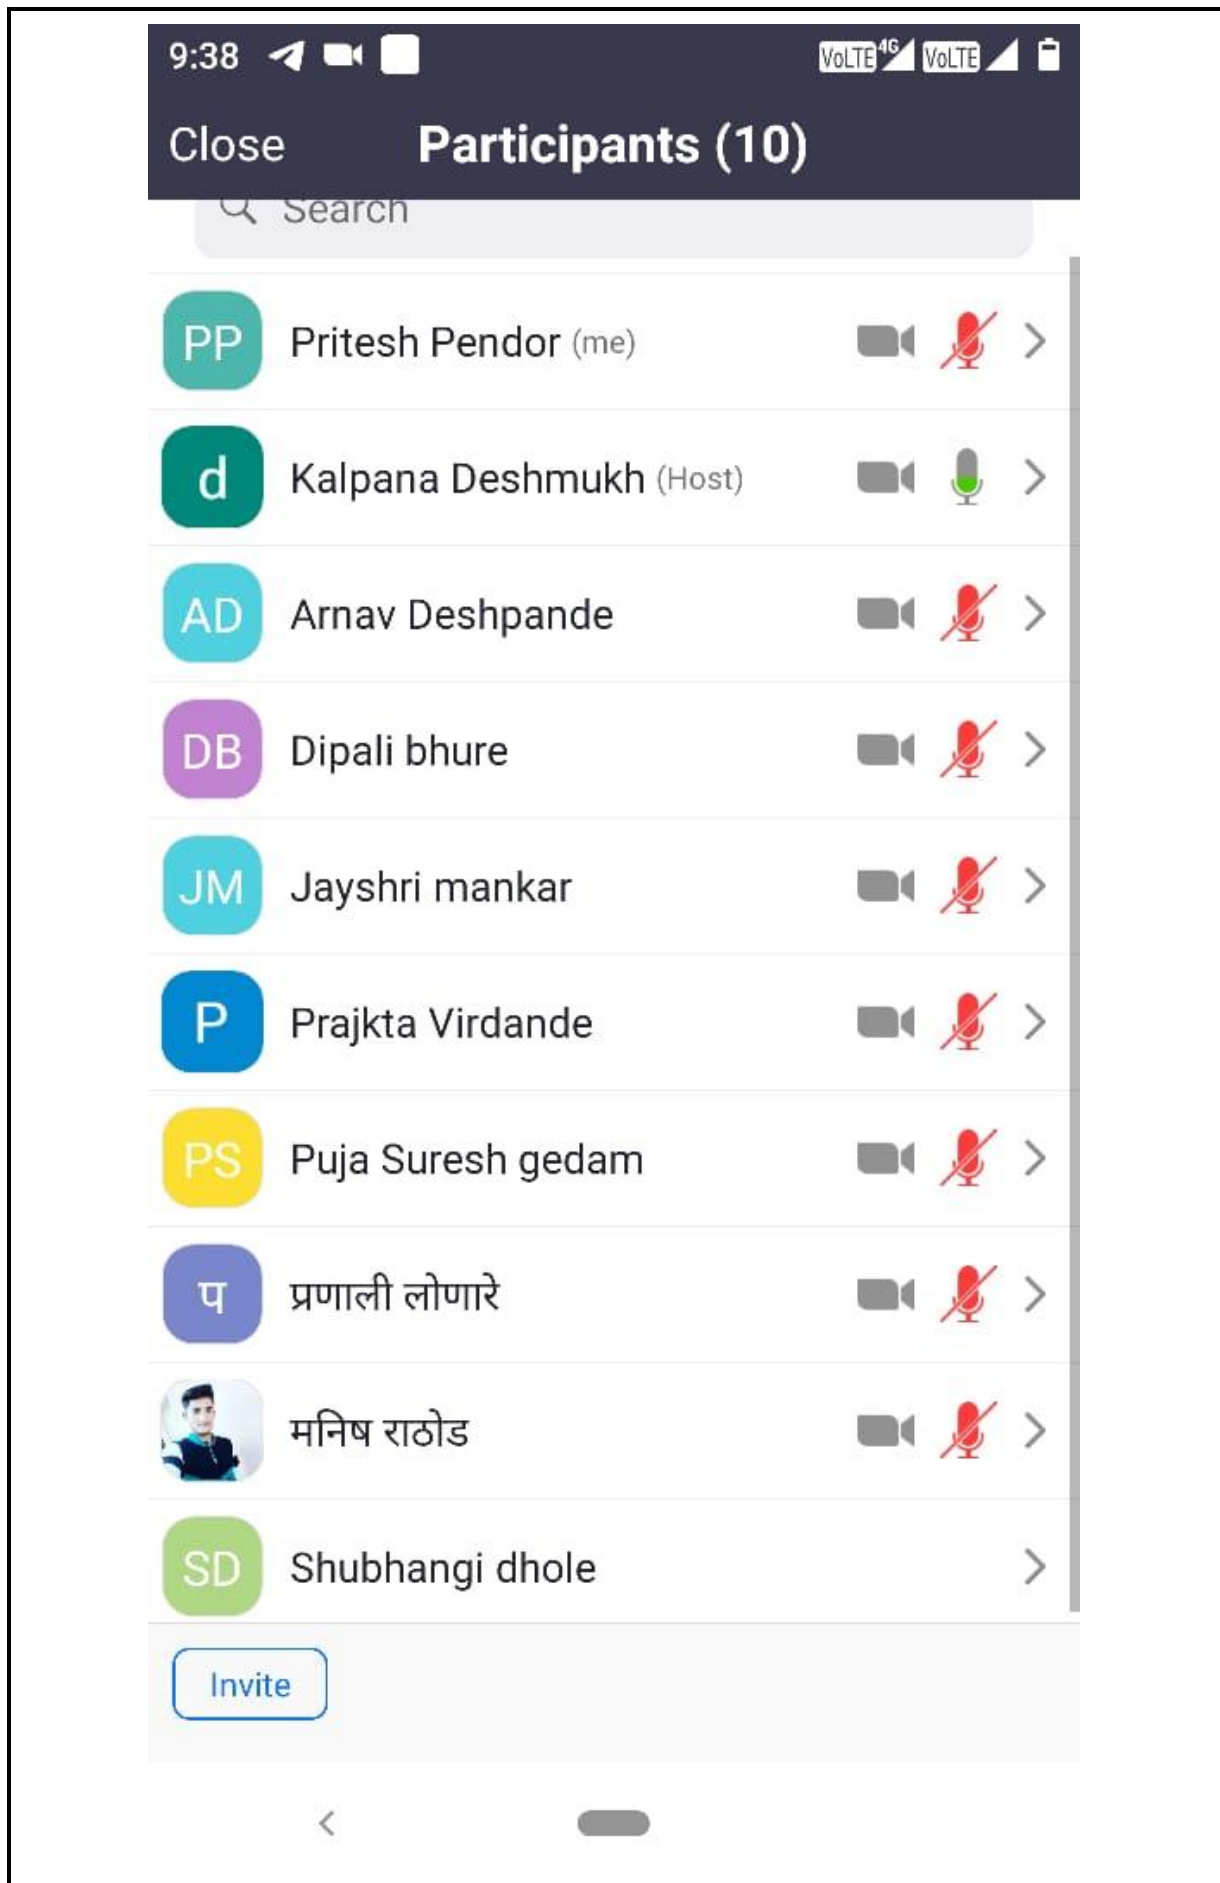 9:38 VoLTE 4G VoLTE
Close Participants (10)
Search
PP Pritesh Pendor (me)
d Kalpana Deshmukh (Host)
AD Arnav Deshpande
DB Dipali bhure
JM Jayshri mankar
P Prajkta Virdande
PS Puja Suresh gedam
प प्रणाली लोणारे
मनिष राठोड
SD Shubhangi dhole
Invite